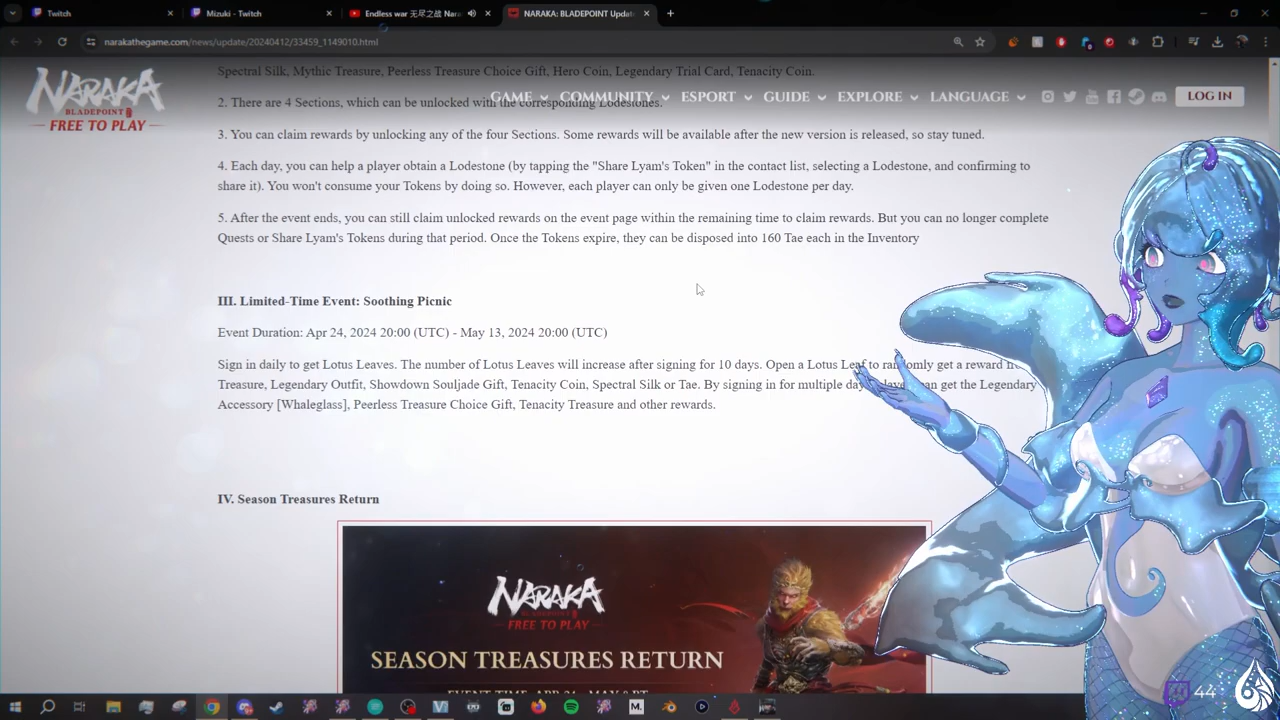 Twitch
Mizuki - Twitch
Endless war 无尽之战 Nara
NARAKA: BLADEPOINT Updat
narakathegame.com/news/update/20240412/33459_1149010.html
NARAKA
BLADEPOINT
FREE TO PLAY
GAME COMMUNITY ESPORT GUIDE EXPLORE LANGUAGE LOG IN
Spectral Silk, Mythic Treasure, Peerless Treasure Choice Gift, Hero Coin, Legendary Trial Card, Tenacity Coin.
2. There are 4 Sections, which can be unlocked with the corresponding Lodestones.
3. You can claim rewards by unlocking any of the four Sections. Some rewards will be available after the new version is released, so stay tuned.
4. Each day, you can help a player obtain a Lodestone (by tapping the "Share Lyam's Token" in the contact list, selecting a Lodestone, and confirming to
share it). You won't consume your Tokens by doing so. However, each player can only be given one Lodestone per day.
5. After the event ends, you can still claim unlocked rewards on the event page within the remaining time to claim rewards. But you can no longer complete
Quests or Share Lyam's Tokens during that period. Once the Tokens expire, they can be disposed into 160 Tae each in the Inventory
III. Limited-Time Event: Soothing Picnic
Event Duration: Apr 24, 2024 20:00 (UTC) - May 13, 2024 20:00 (UTC)
Sign in daily to get Lotus Leaves. The number of Lotus Leaves will increase after signing for 10 days. Open a Lotus Leaf to randomly get a reward
Treasure, Legendary Outfit, Showdown Souljade Gift, Tenacity Coin, Spectral Silk or Tae. By signing in for multiple can get the Legendary
Accessory [Whaleglass], Peerless Treasure Choice Gift, Tenacity Treasure and other rewards.
IV. Season Treasures Return
NARAKA
FREE TO PLAY
SEASON TREASURES RETURN
44